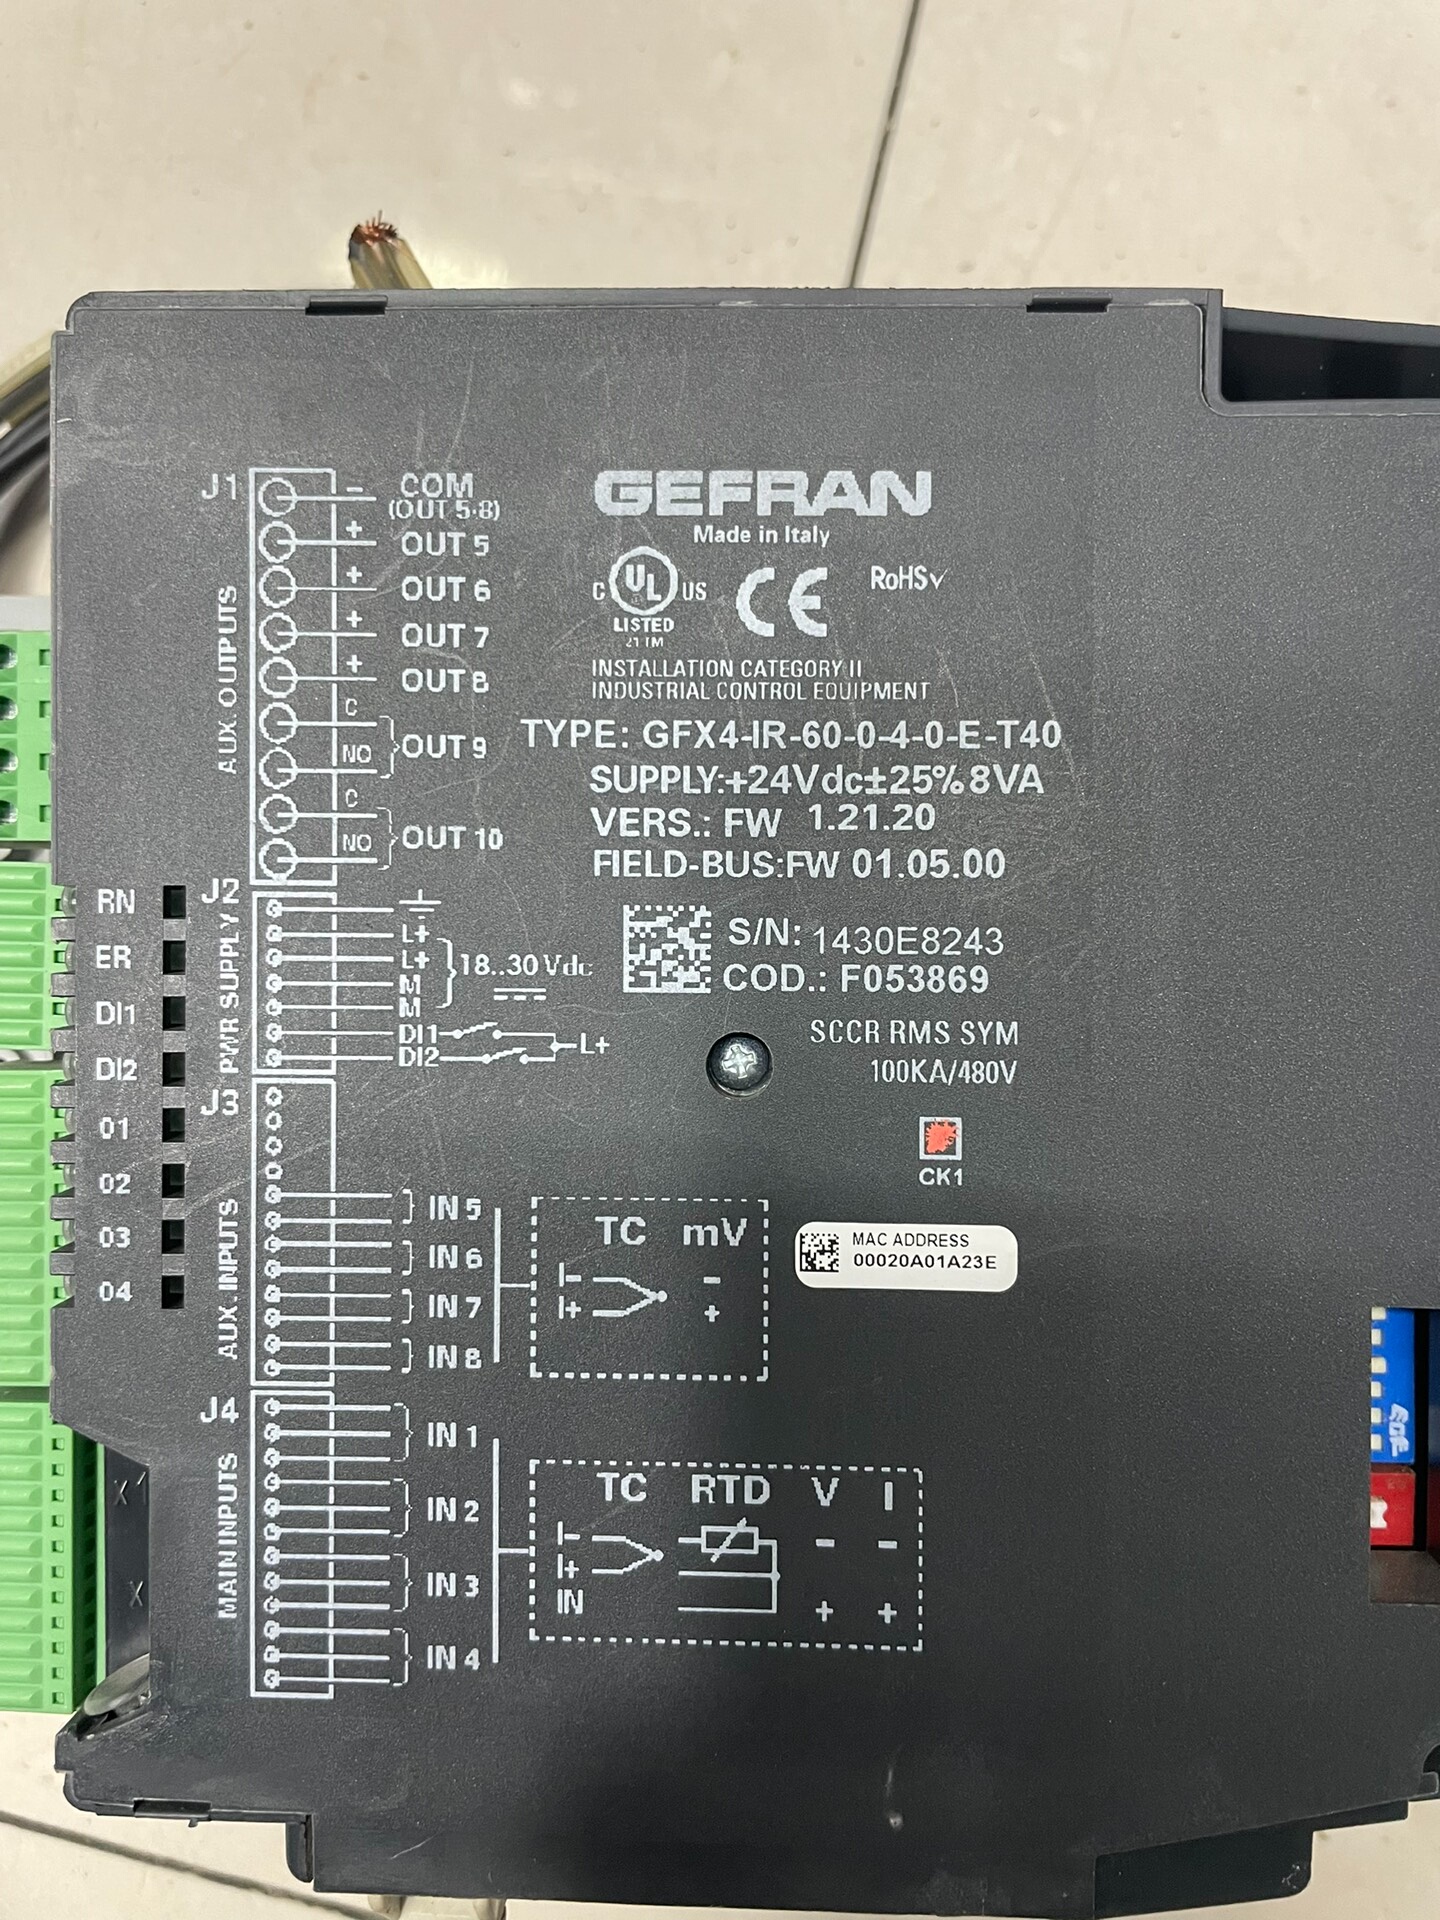 GEFRAN
Made in Italy
C UL US
LISTED
21 1M
CE
RoHS
INSTALLATION CATEGORY II
INDUSTRIAL CONTROL EQUIPMENT
TYPE: GFX4-IR-60-0-4-0-E-T40
SUPPLY:+24Vdc±25% 8VA
VERS.: FW 1.21.20
FIELD-BUS:FW 01.05.00
S/N: 1430E8243
COD.: F053869
SCCR RMS SYM
100KA/480V
CK1
MAC ADDRESS
00020A01A23E
J1
AUX. OUTPUTS
- COM
(OUT 5-8)
+ OUT 5
+ OUT 6
+ OUT 7
+ OUT 8
C
NO
OUT 9
C
NO
OUT 10
J2
PWR SUPPLY
L+
L+
M
M
18..30 Vdc
DI1
DI2
L+
RN
ER
DI1
DI2
01
02
03
04
J3
AUX. INPUTS
IN 5
IN 6
IN 7
IN 8
TC mV
I- -
I+ +
J4
MAIN INPUTS
IN 1
IN 2
IN 3
IN 4
TC RTD V I
I- - -
I+
IN + +
X1
X